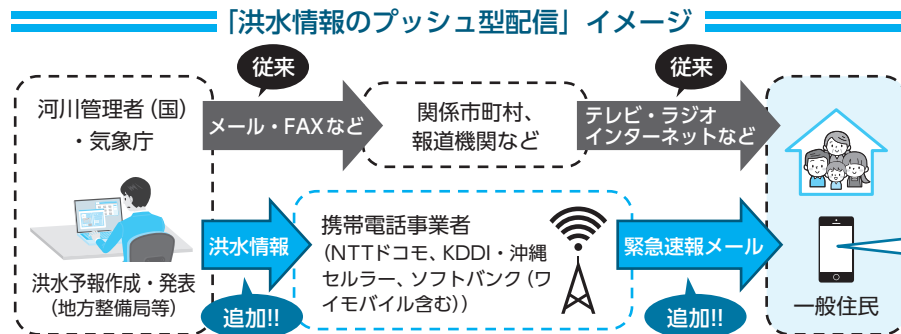 「洪水情報のプッシュ型配信」イメージ
従来
従来
河川管理者（国）
・気象庁
メール・FAXなど
関係市町村、
報道機関など
テレビ・ラジオ
インターネットなど
洪水予報作成・発表
（地方整備局等）
洪水情報
追加!!
携帯電話事業者
（NTTドコモ、KDDI・沖縄
セルラー、ソフトバンク（ワ
イモバイル含む））
緊急速報メール
追加!!
一般住民